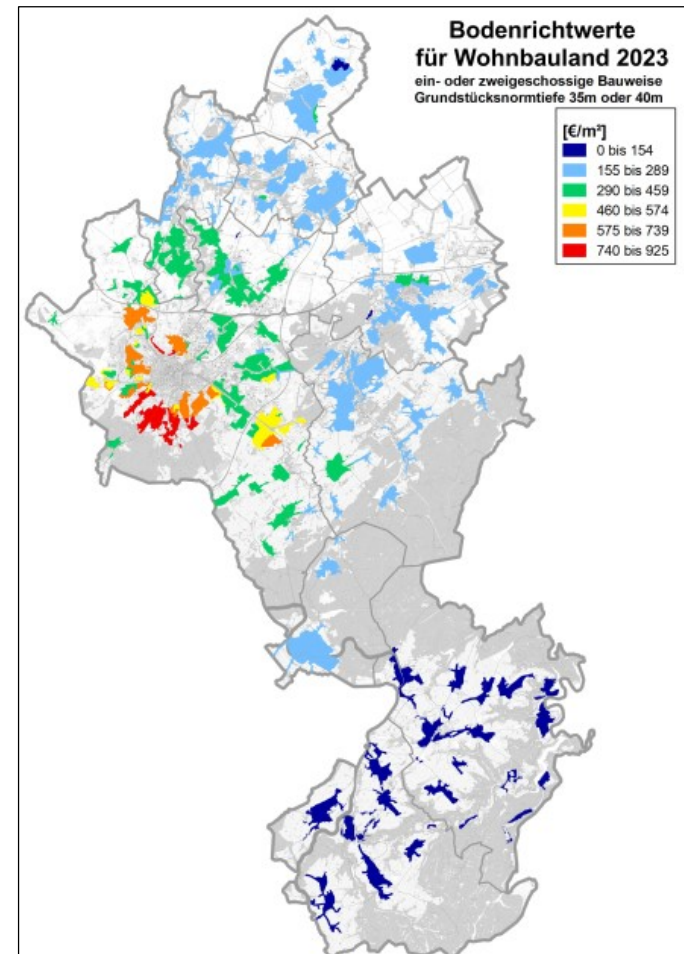 Bodenrichtwerte
für Wohnbauland 2023
ein- oder zweigeschossige Bauweise
Grundstücksnormtiefe 35m oder 40m
[€/m²]
0 bis 154
155 bis 289
290 bis 459
460 bis 574
575 bis 739
740 bis 925